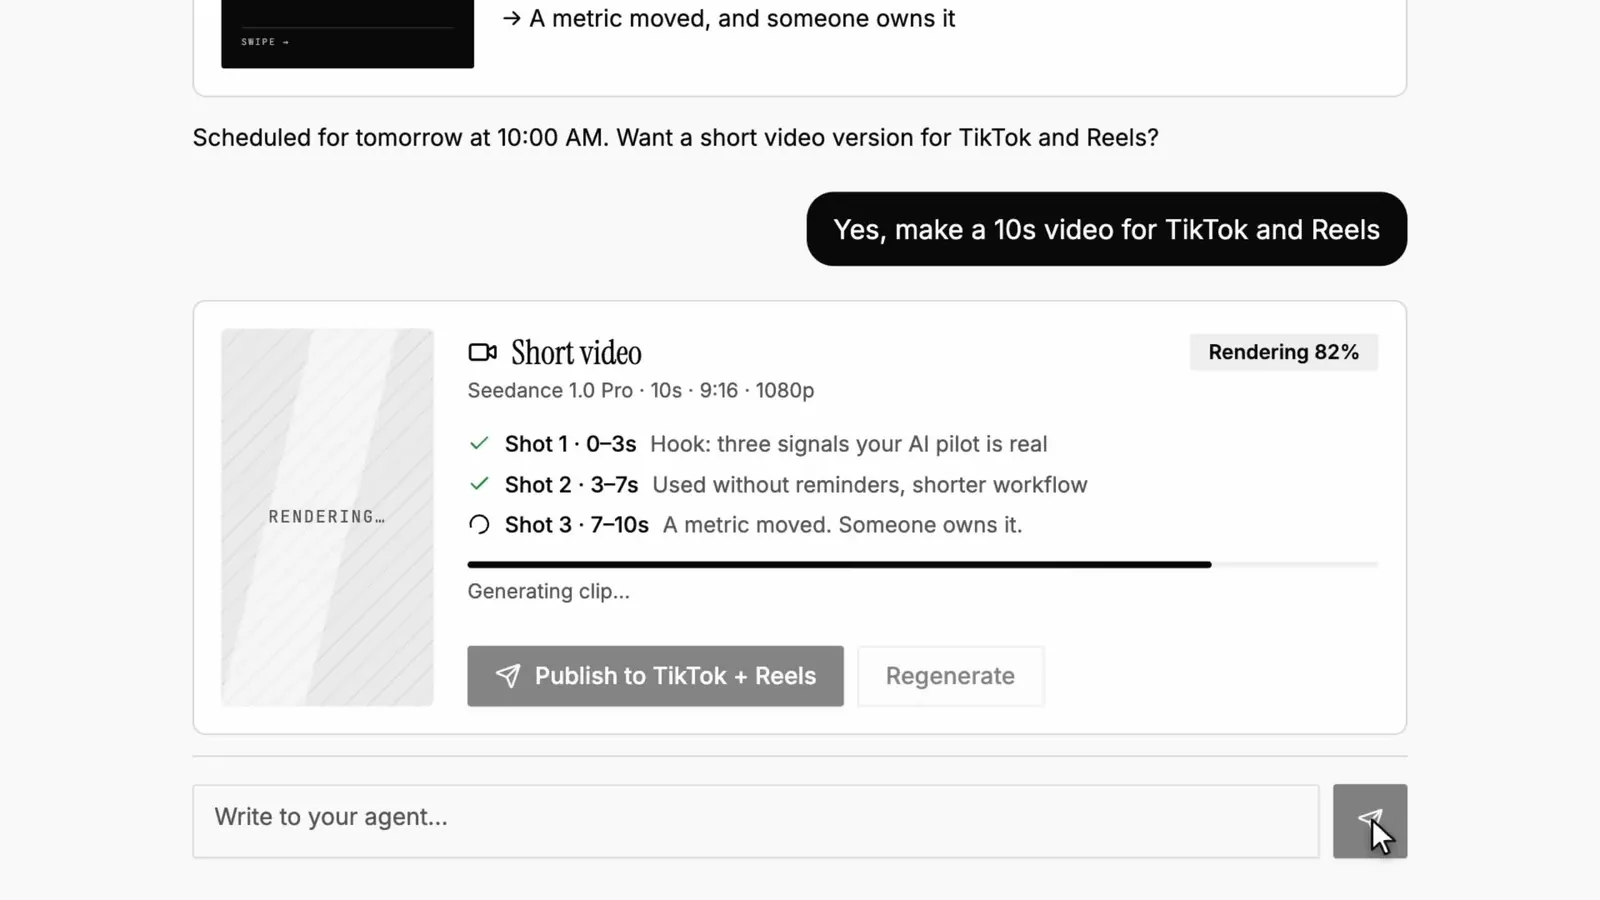 → A metric moved, and someone owns it
SWIPE →
Scheduled for tomorrow at 10:00 AM. Want a short video version for TikTok and Reels?
Yes, make a 10s video for TikTok and Reels
RENDERING…
Short video
Rendering 82%
Seedance 1.0 Pro · 10s · 9:16 · 1080p
Shot 1 · 0–3s Hook: three signals your AI pilot is real
Shot 2 · 3–7s Used without reminders, shorter workflow
Shot 3 · 7–10s A metric moved. Someone owns it.
Generating clip...
Publish to TikTok + Reels
Regenerate
Write to your agent...